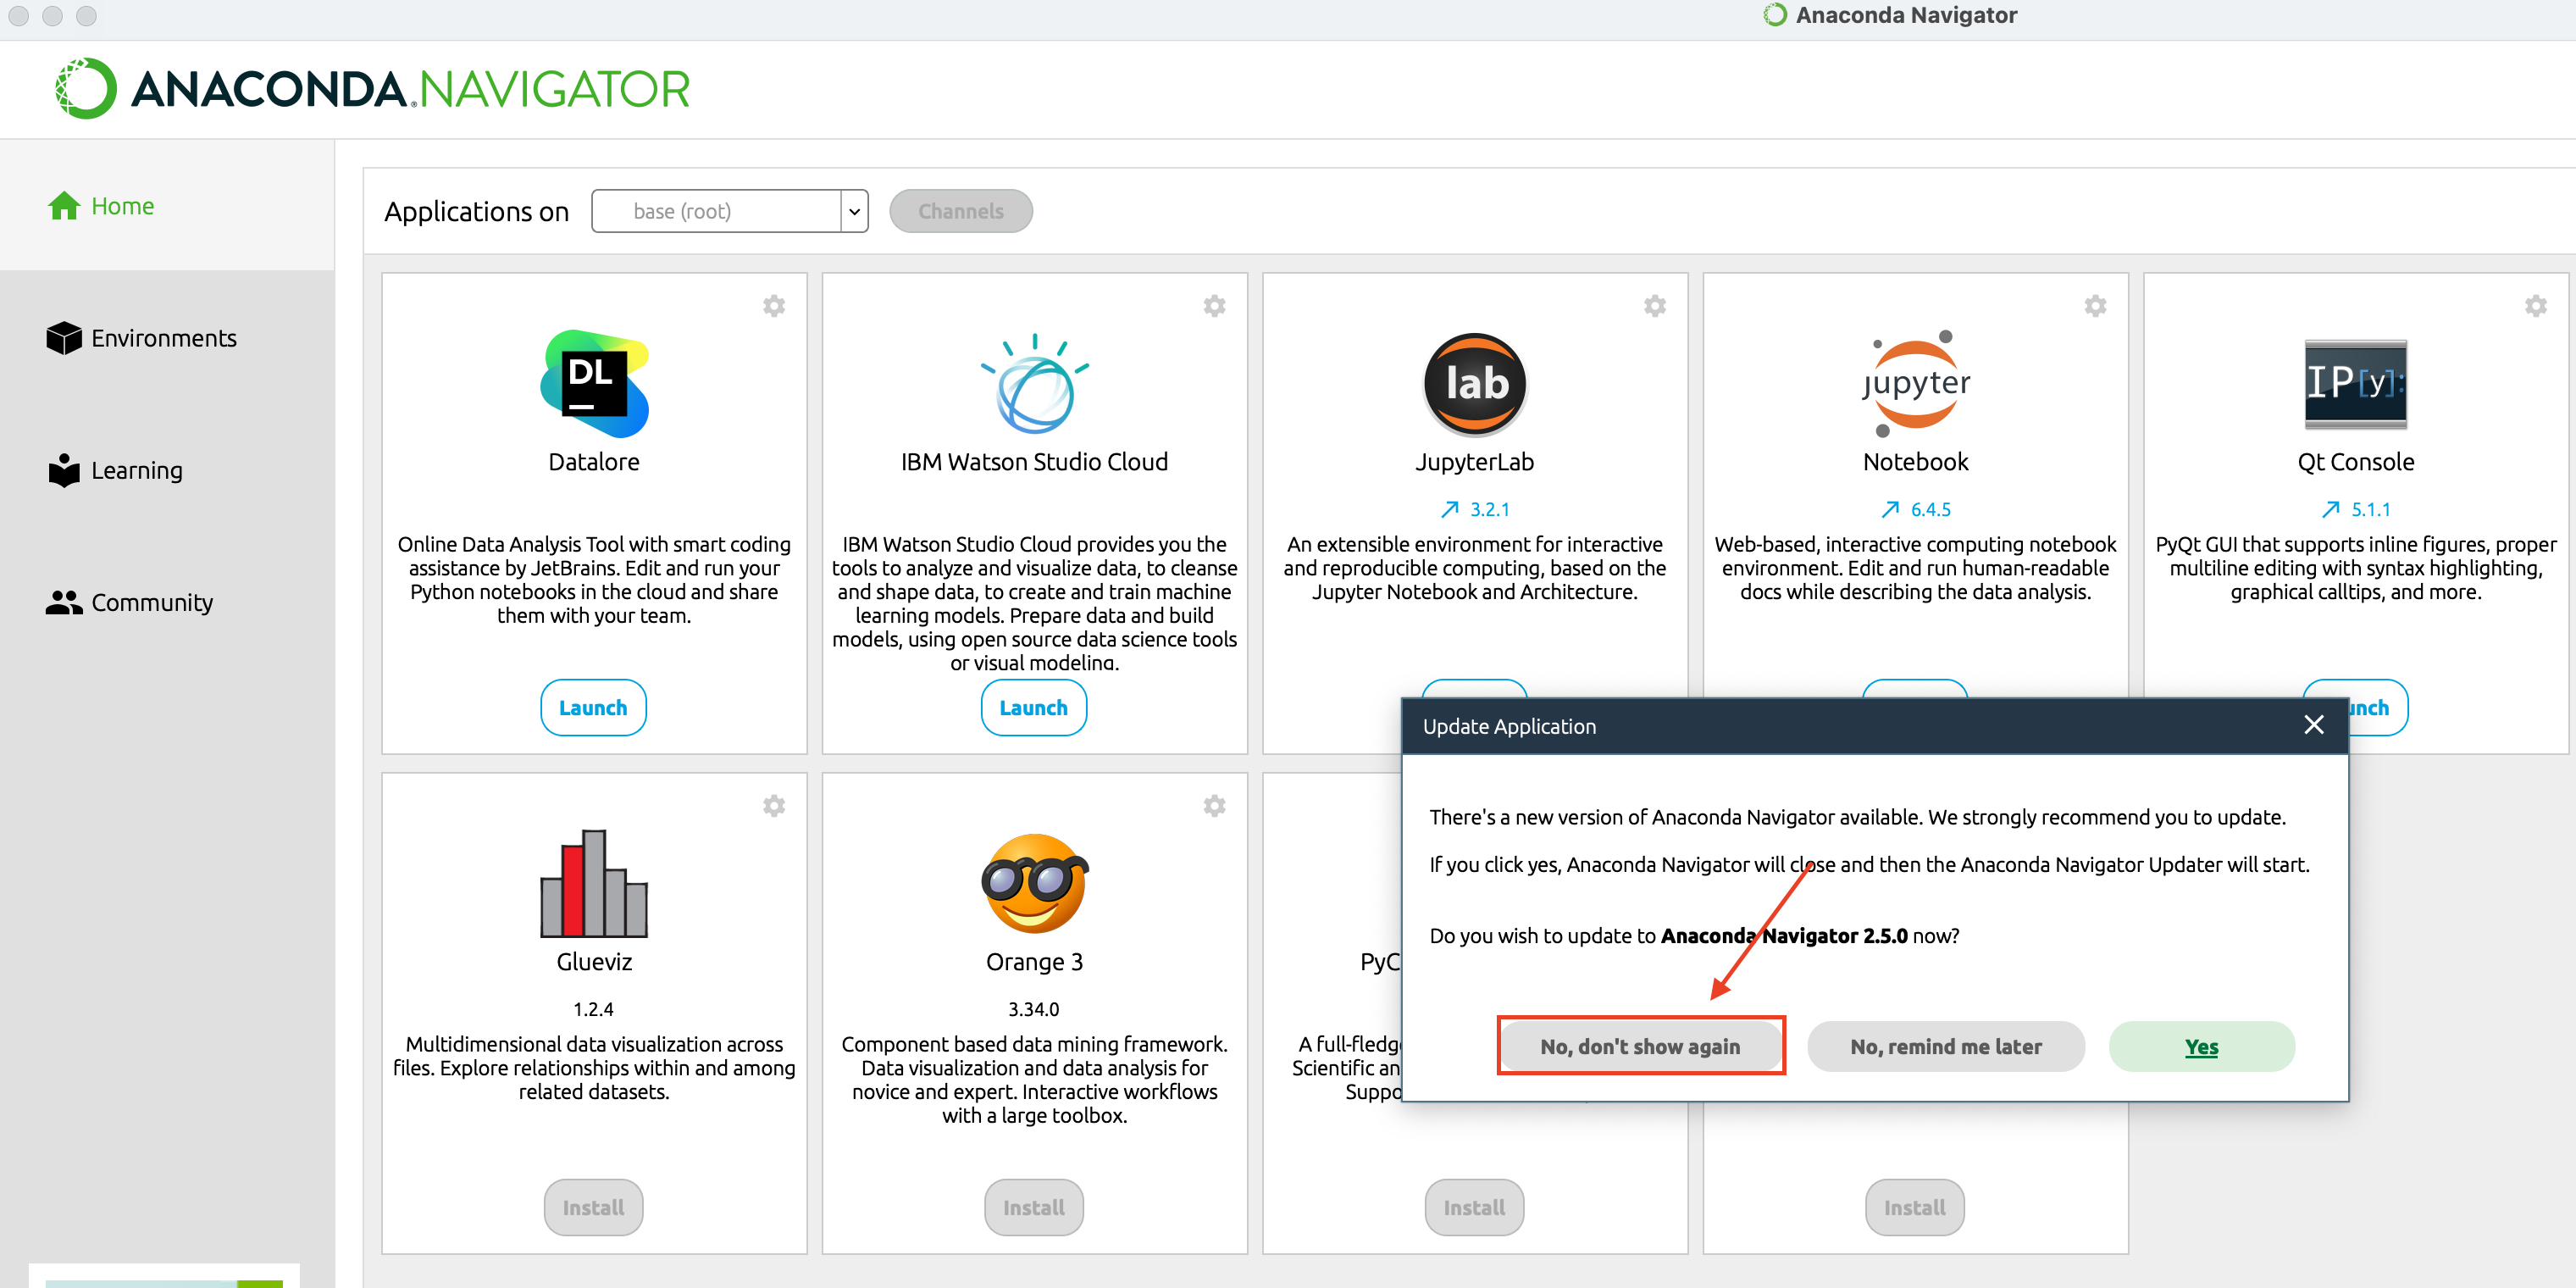 Anaconda Navigator
ANACONDA.NAVIGATOR
Home
Environments
Learning
Community
Applications on
base (root)
Channels
DL
Datalore
Online Data Analysis Tool with smart coding
assistance by JetBrains. Edit and run your
Python notebooks in the cloud and share
them with your team.
Launch
IBM Watson Studio Cloud
IBM Watson Studio Cloud provides you the
tools to analyze and visualize data, to cleanse
and shape data, to create and train machine
learning models. Prepare data and build
models, using open source data science tools
or visual modeling.
Launch
lab
JupyterLab
3.2.1
An extensible environment for interactive
and reproducible computing, based on the
Jupyter Notebook and Architecture.
jupyter
Notebook
6.4.5
Web-based, interactive computing notebook
environment. Edit and run human-readable
docs while describing the data analysis.
IP[y]:
Qt Console
5.1.1
PyQt GUI that supports inline figures, proper
multiline editing with syntax highlighting,
graphical calltips, and more.
unch
Glueviz
1.2.4
Multidimensional data visualization across
files. Explore relationships within and among
related datasets.
Install
Orange 3
3.34.0
Component based data mining framework.
Data visualization and data analysis for
novice and expert. Interactive workflows
with a large toolbox.
Install
PyC
A full-fledg
Scientific an
Suppo
Install
Install
Update Application
There's a new version of Anaconda Navigator available. We strongly recommend you to update.
If you click yes, Anaconda Navigator will close and then the Anaconda Navigator Updater will start.
Do you wish to update to Anaconda Navigator 2.5.0 now?
No, don't show again
No, remind me later
Yes